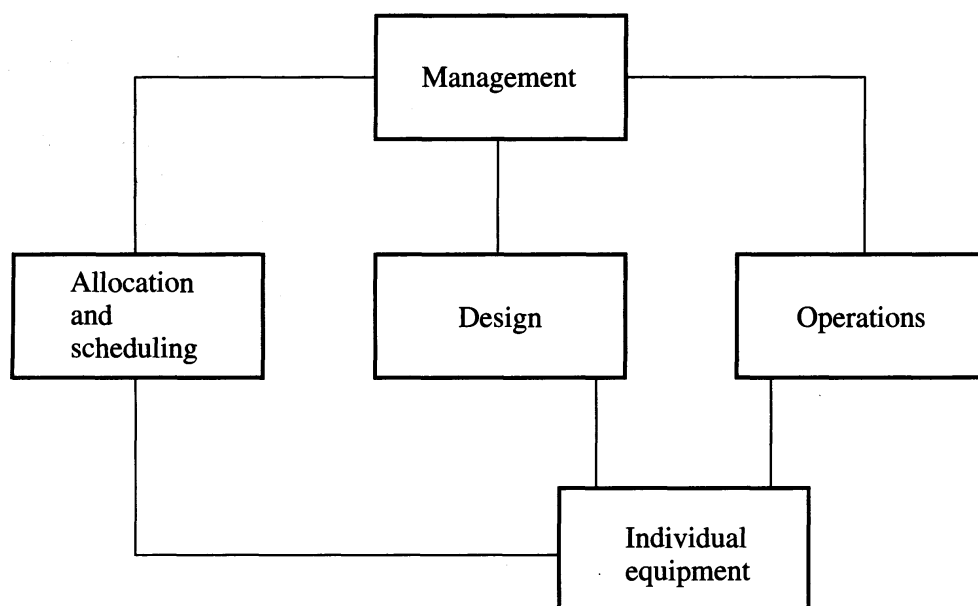 Management
Allocation
and
scheduling
Design
Operations
Individual
equipment